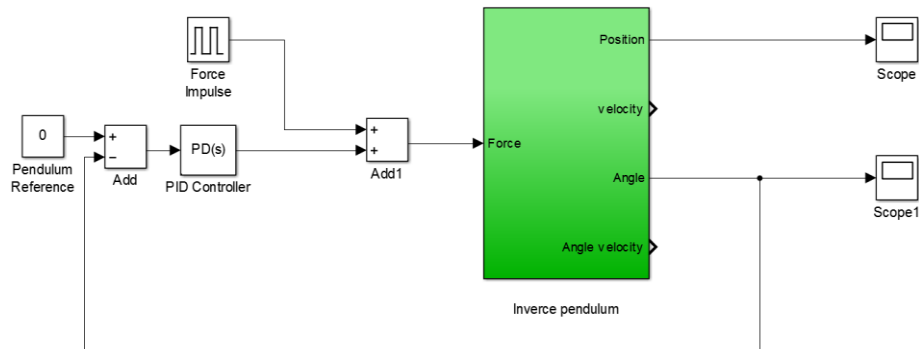 Force
Impulse
0
Pendulum
Reference
+
−
Add
PD(s)
PID Controller
+
+
Add1
Force
Position
velocity
Angle
Angle velocity
Inverce pendulum
Scope
Scope1